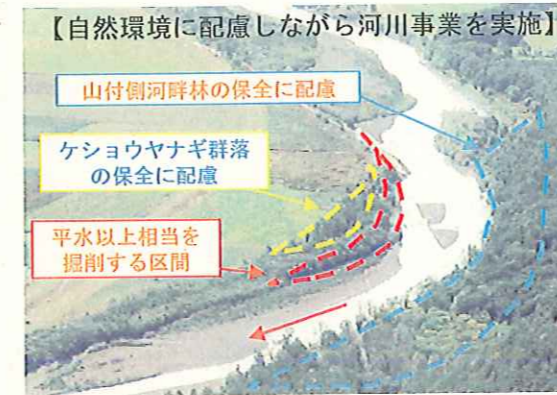 【自然環境に配慮しながら河川事業を実施】
山付側河畔林の保全に配慮
ケショウヤナギ群落
の保全に配慮
平水以上相当を
掘削する区間